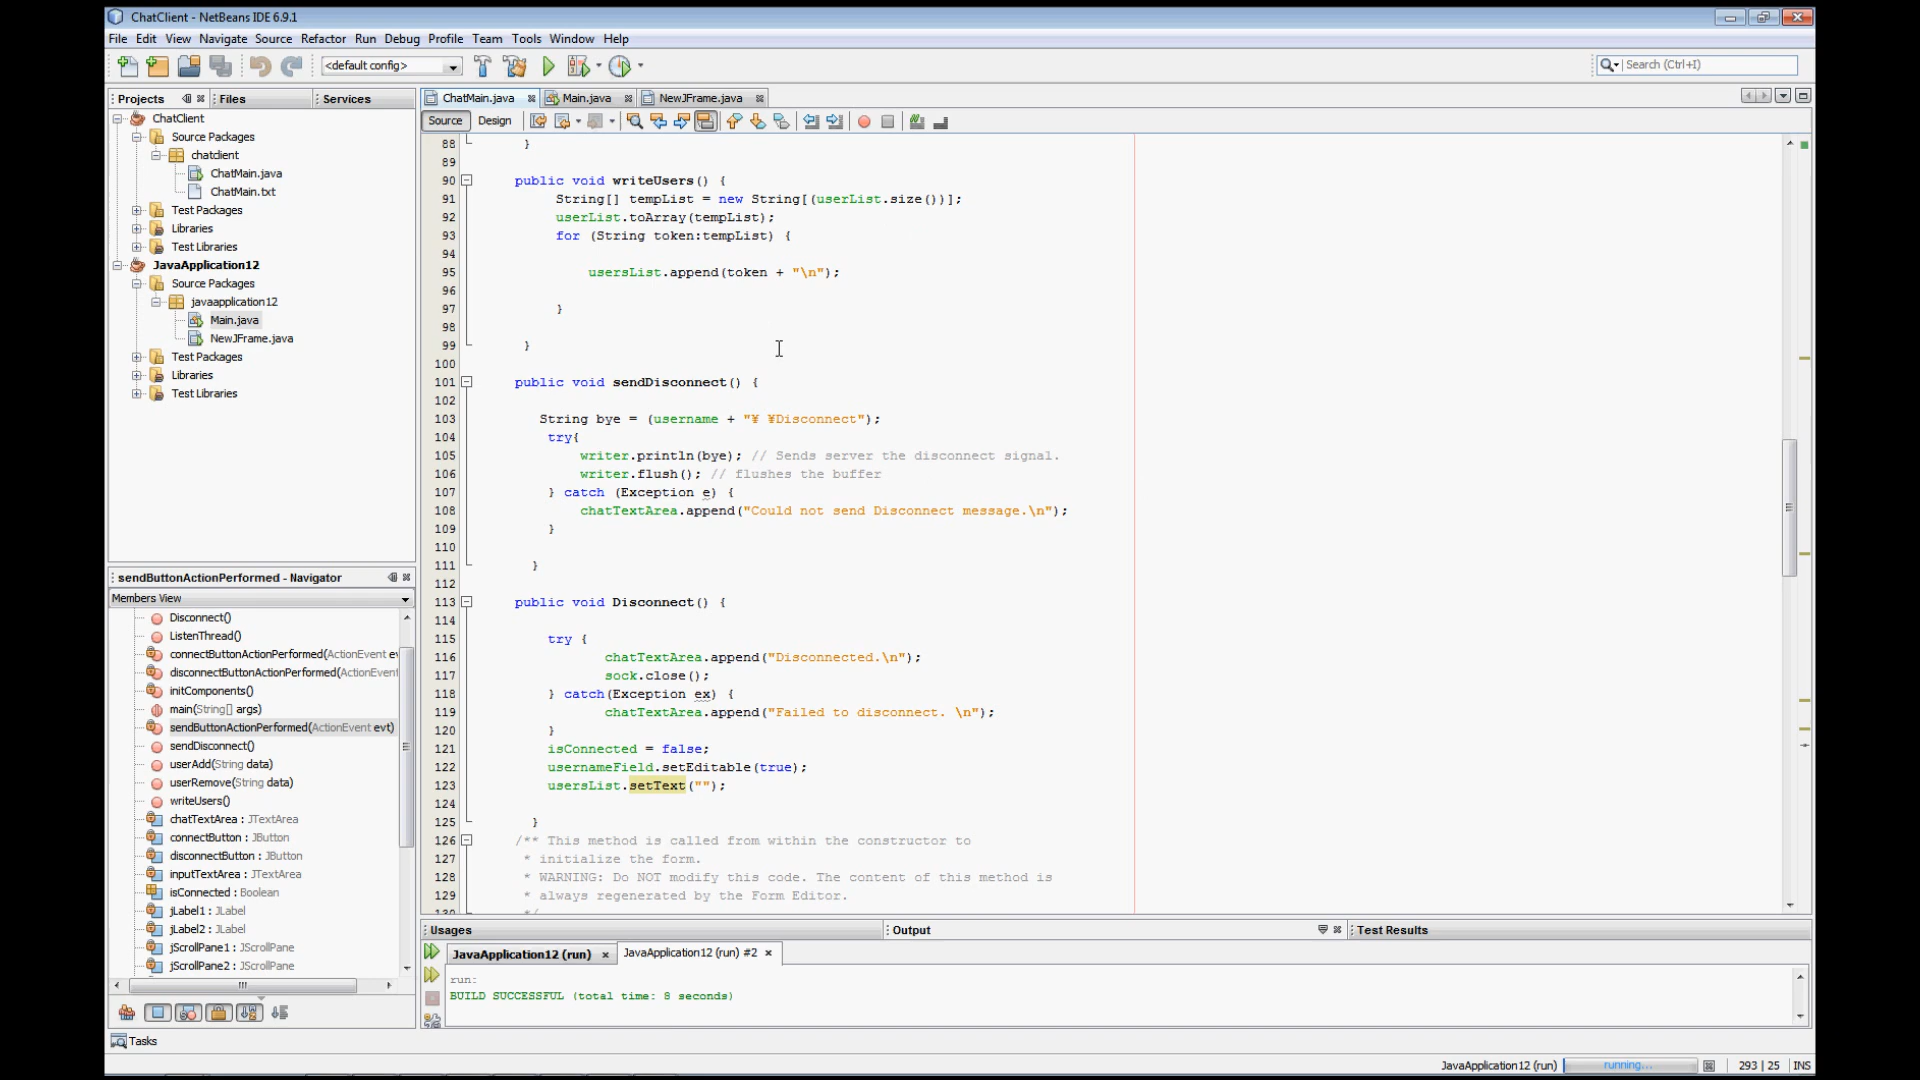 ChatClient - NetBeans IDE 6.9.1
File Edit View Navigate Source Refactor Run Debug Profile Team Tools Window Help
<default config>
Search (Ctrl+I)
Projects Files Services
ChatClient
Source Packages
chatclient
ChatMain.java
ChatMain.txt
Test Packages
Libraries
Test Libraries
JavaApplication12
Source Packages
javaapplication12
Main.java
NewJFrame.java
Test Packages
Libraries
Test Libraries
sendButtonActionPerformed - Navigator
Members View
Disconnect()
ListenThread()
connectButtonActionPerformed(ActionEvent ev
disconnectButtonActionPerformed(ActionEvent
initComponents()
main(String[] args)
sendButtonActionPerformed(ActionEvent evt)
sendDisconnect()
userAdd(String data)
userRemove(String data)
writeUsers()
chatTextArea : JTextArea
connectButton : JButton
disconnectButton : JButton
inputTextArea : JTextArea
isConnected : Boolean
jLabel1 : JLabel
jLabel2 : JLabel
jScrollPane1 : JScrollPane
jScrollPane2 : JScrollPane
Tasks
ChatMain.java Main.java NewJFrame.java
Source Design
88 }
89
90 public void writeUsers() {
91 String[] tempList = new String[(userList.size())];
92 userList.toArray(tempList);
93 for (String token:tempList) {
94
95 usersList.append(token + "\n");
96
97 }
98
99 }
100
101 public void sendDisconnect() {
102
103 String bye = (username + "¥ ¥Disconnect");
104 try{
105 writer.println(bye); // Sends server the disconnect signal.
106 writer.flush(); // flushes the buffer
107 } catch (Exception e) {
108 chatTextArea.append("Could not send Disconnect message.\n");
109 }
110
111 }
112
113 public void Disconnect() {
114
115 try {
116 chatTextArea.append("Disconnected.\n");
117 sock.close();
118 } catch(Exception ex) {
119 chatTextArea.append("Failed to disconnect. \n");
120 }
121 isConnected = false;
122 usernameField.setEditable(true);
123 usersList.setText("");
124
125 }
126 /** This method is called from within the constructor to
127 * initialize the form.
128 * WARNING: Do NOT modify this code. The content of this method is
129 * always regenerated by the Form Editor.
130 */
Usages Output Test Results
JavaApplication12 (run) JavaApplication12 (run) #2
run:
BUILD SUCCESSFUL (total time: 8 seconds)
JavaApplication12 (run) running... 293 | 25 INS